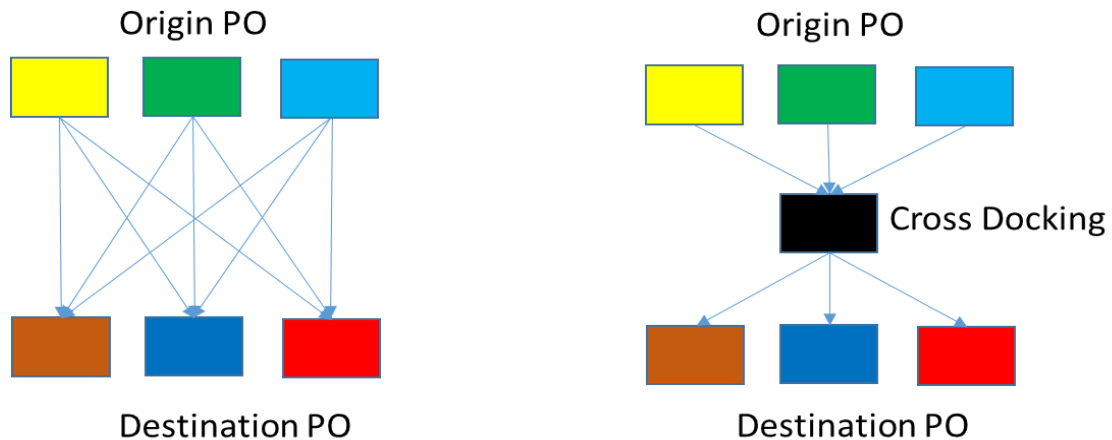 Origin PO
Origin PO
Cross Docking
Destination PO
Destination PO